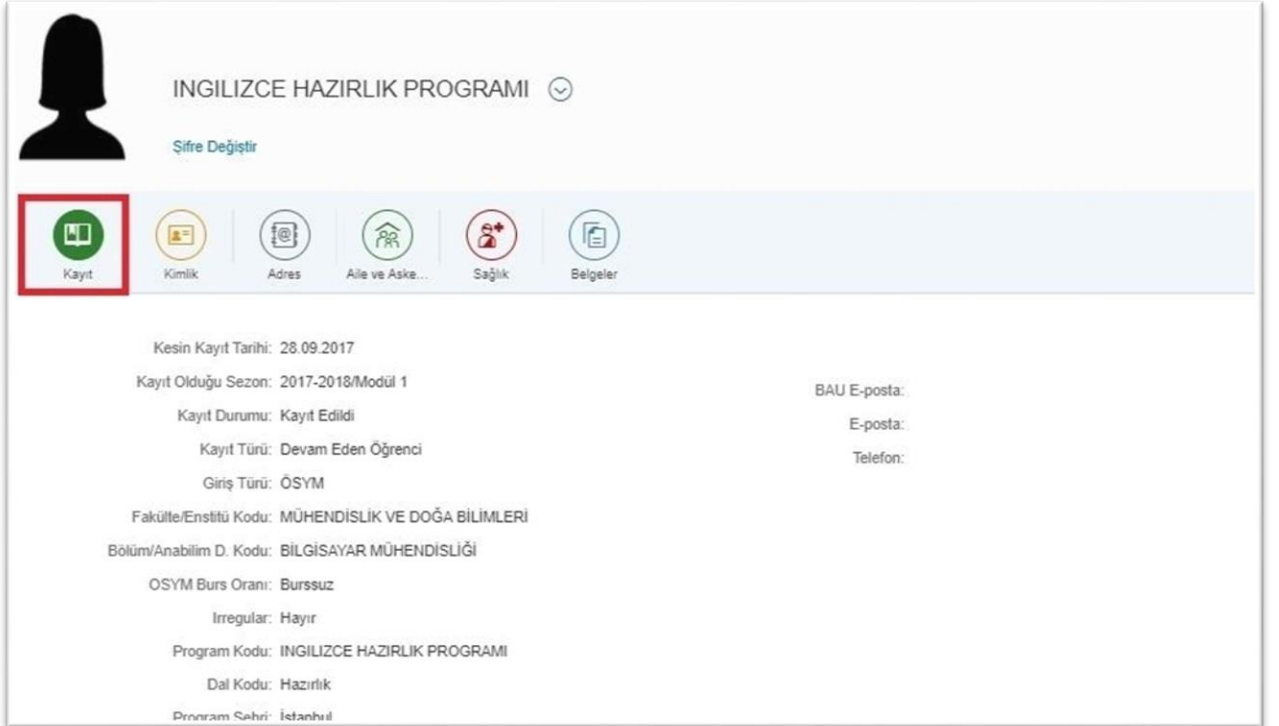 INGILIZCE HAZIRLIK PROGRAMI
Şifre Değiştir
Kayıt
Kimlik
Adres
Aile ve Aske...
Sağlık
Belgeler
Kesin Kayıt Tarihi: 28.09.2017
Kayıt Olduğu Sezon: 2017-2018/Modül 1
Kayıt Durumu: Kayıt Edildi
Kayıt Türü: Devam Eden Öğrenci
Giriş Türü: ÖSYM
Fakülte/Enstitü Kodu: MÜHENDİSLİK VE DOĞA BİLİMLERİ
Bölüm/Anabilim D. Kodu: BİLGİSAYAR MÜHENDİSLİĞİ
OSYM Burs Oranı: Burssuz
Irregular: Hayır
Program Kodu: INGILIZCE HAZIRLIK PROGRAMI
Dal Kodu: Hazırlık
Program Şehri: İstanbul
BAU E-posta:
E-posta:
Telefon: